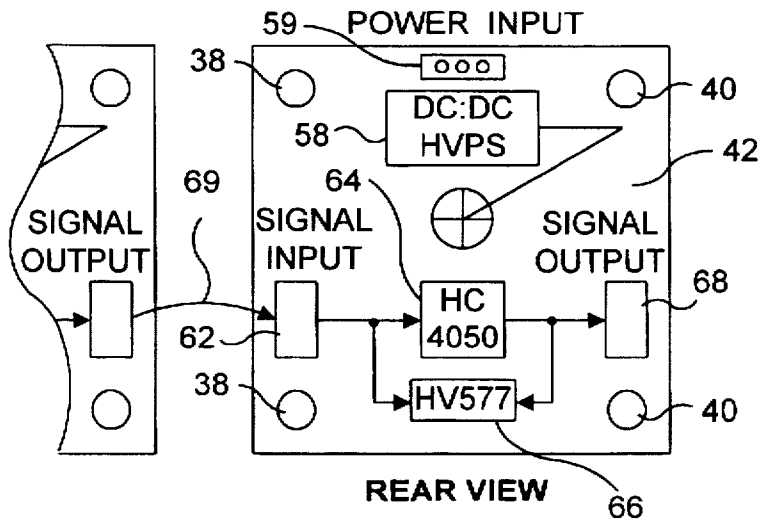 POWER INPUT
59
38
40
DC:DC
HVPS
58
42
64
69
SIGNAL
OUTPUT
SIGNAL
INPUT
SIGNAL
OUTPUT
68
HC
4050
62
38
HV577
40
REAR VIEW
66